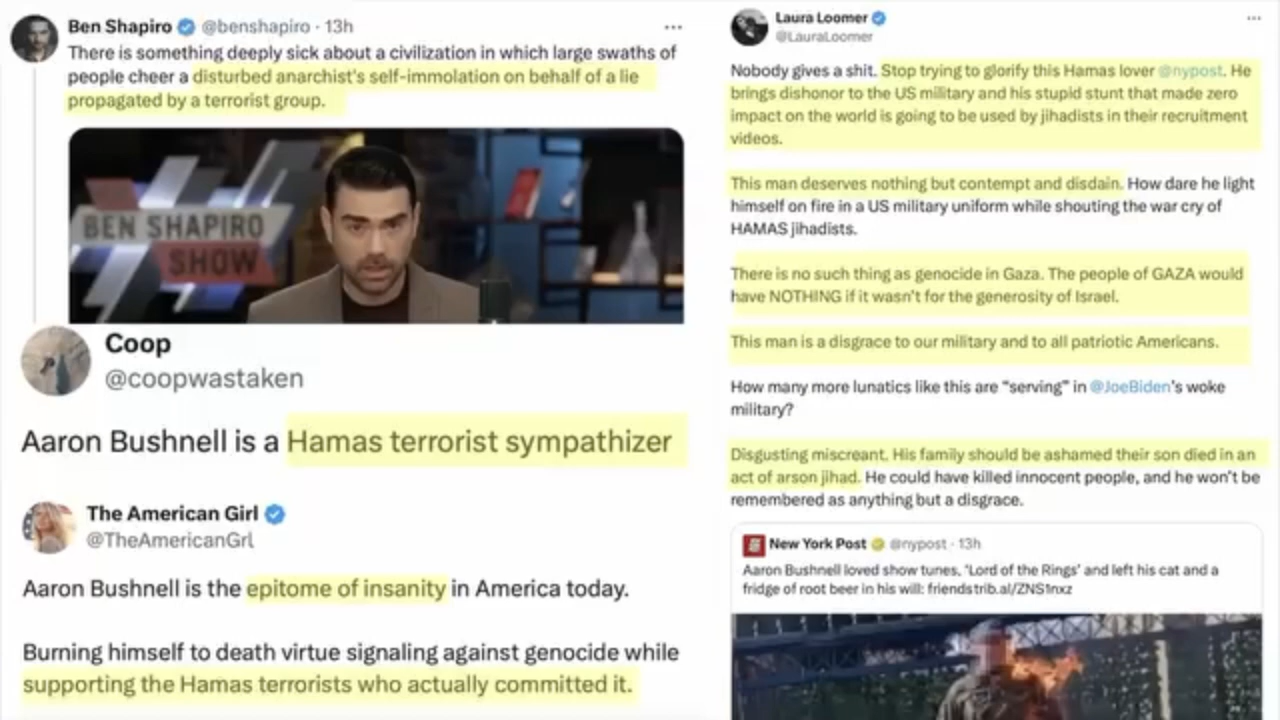 Ben Shapiro @benshapiro · 13h
There is something deeply sick about a civilization in which large swaths of
people cheer a disturbed anarchist's self-immolation on behalf of a lie
propagated by a terrorist group.
BEN SHAPIRO
SHOW
Coop
@coopwastaken
Aaron Bushnell is a Hamas terrorist sympathizer
The American Girl
@TheAmericanGrl
Aaron Bushnell is the epitome of insanity in America today.
Burning himself to death virtue signaling against genocide while
supporting the Hamas terrorists who actually committed it.
Laura Loomer
@LauraLoomer
Nobody gives a shit. Stop trying to glorify this Hamas lover @nypost. He
brings dishonor to the US military and his stupid stunt that made zero
impact on the world is going to be used by jihadists in their recruitment
videos.
This man deserves nothing but contempt and disdain. How dare he light
himself on fire in a US military uniform while shouting the war cry of
HAMAS jihadists.
There is no such thing as genocide in Gaza. The people of GAZA would
have NOTHING if it wasn't for the generosity of Israel.
This man is a disgrace to our military and to all patriotic Americans.
How many more lunatics like this are “serving” in @JoeBiden's woke
military?
Disgusting miscreant. His family should be ashamed their son died in an
act of arson jihad. He could have killed innocent people, and he won't be
remembered as anything but a disgrace.
New York Post @nypost · 13h
Aaron Bushnell loved show tunes, 'Lord of the Rings' and left his cat and a
fridge of root beer in his will: friendstrib.al/ZNS1nxz